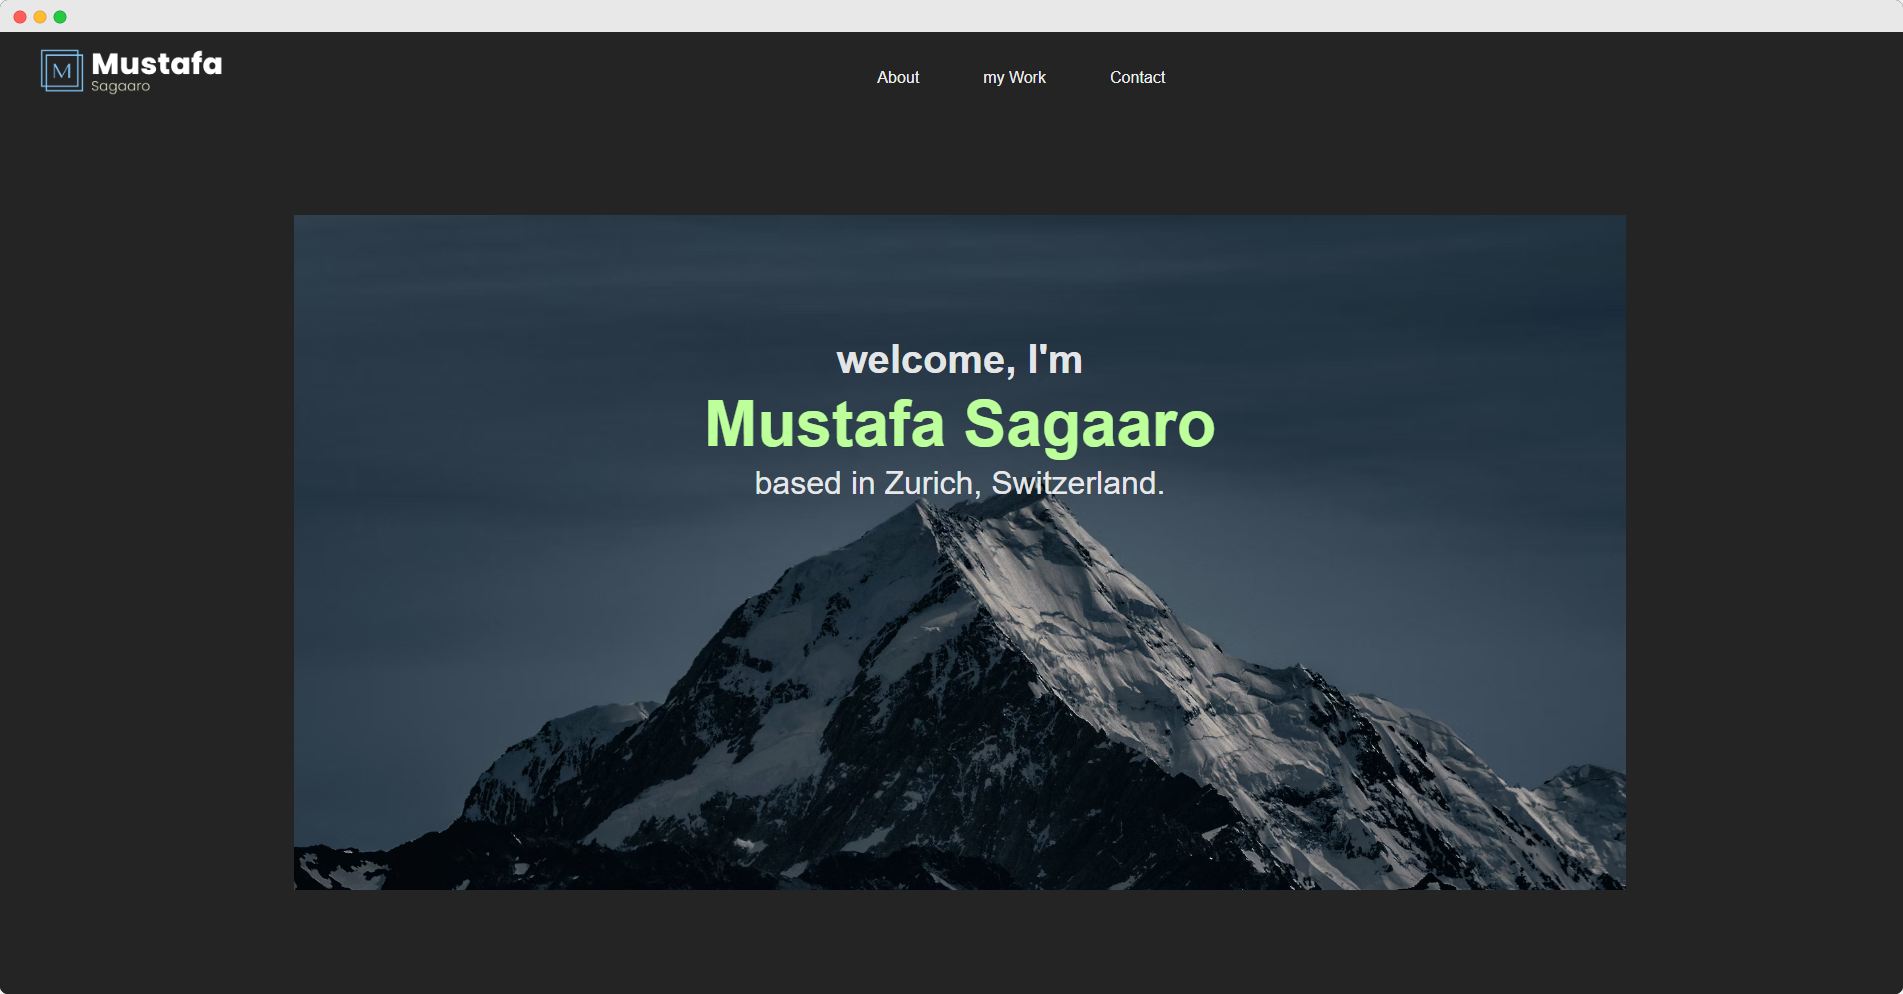 M
Mustafa
Sagaaro
About my Work Contact
welcome, I'm
Mustafa Sagaaro
based in Zurich, Switzerland.